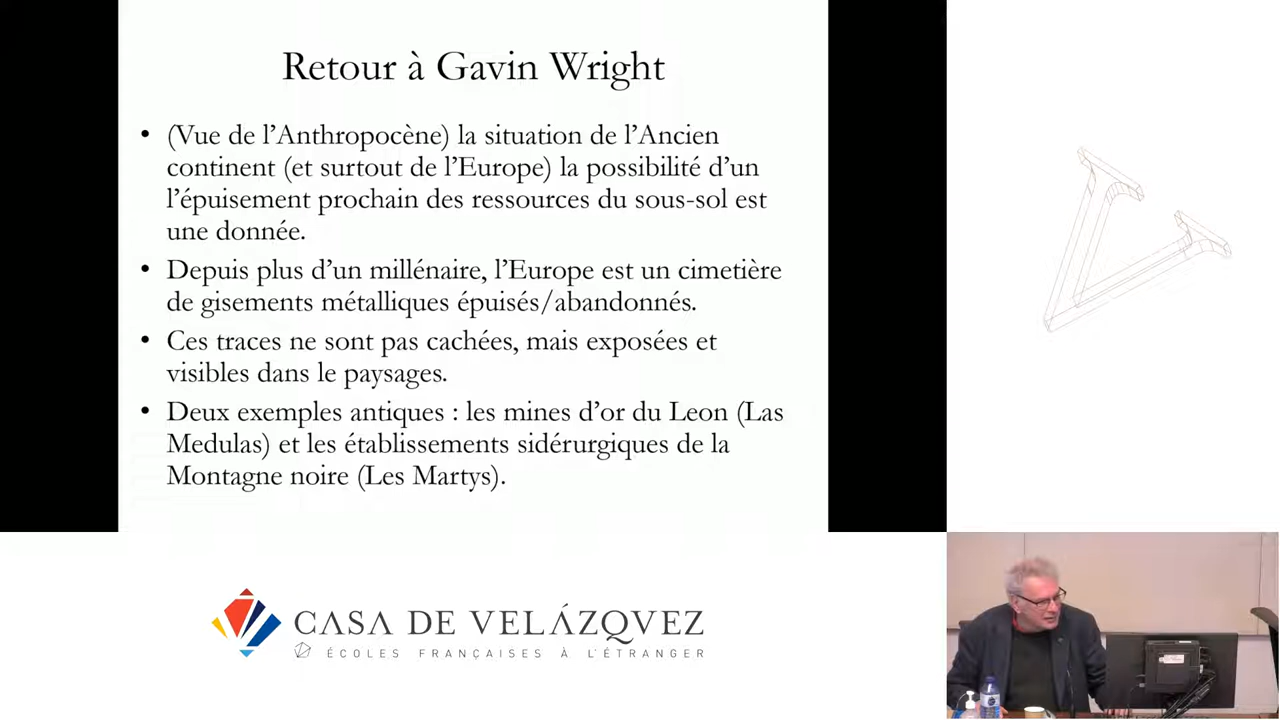 Retour à Gavin Wright
• (Vue de l’Anthropocène) la situation de l’Ancien
continent (et surtout de l’Europe) la possibilité d’un
l’épuisement prochain des ressources du sous-sol est
une donnée.
• Depuis plus d’un millénaire, l’Europe est un cimetière
de gisements métalliques épuisés/abandonnés.
• Ces traces ne sont pas cachées, mais exposées et
visibles dans le paysages.
• Deux exemples antiques : les mines d’or du Leon (Las
Medulas) et les établissements sidérurgiques de la
Montagne noire (Les Martys).
CASA DE VELÁZQVEZ
ÉCOLES FRANÇAISES À L'ÉTRANGER